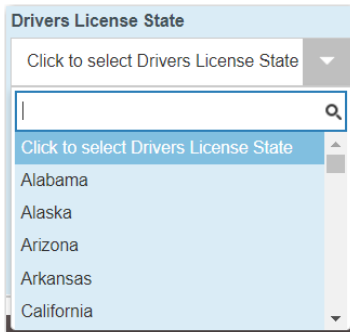 Drivers License State
Click to select Drivers License State
Click to select Drivers License State
Alabama
Alaska
Arizona
Arkansas
California